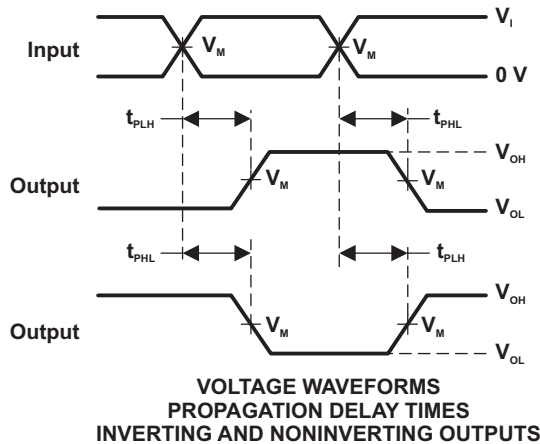 V_I
Input
V_M
V_M
0 V
t_PLH
t_PHL
V_OH
Output
V_M
V_M
V_OL
t_PHL
t_PLH
V_OH
Output
V_M
V_M
V_OL
VOLTAGE WAVEFORMS
PROPAGATION DELAY TIMES
INVERTING AND NONINVERTING OUTPUTS